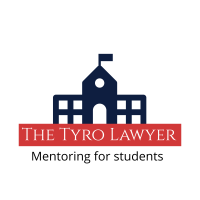 THE TYRO LAWYER
Mentoring for students